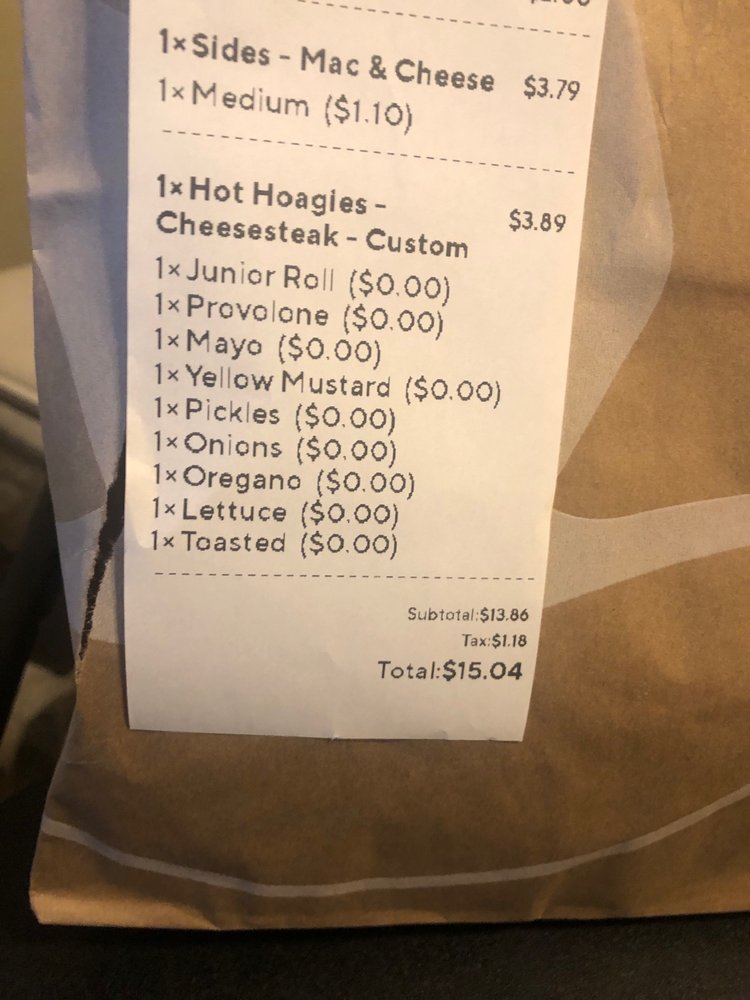 1×Sides - Mac & Cheese $3.79
1×Medium ($1.10)
1×Hot Hoagies - $3.89
Cheesesteak - Custom
1×Junior Roll ($0.00)
1×Provolone ($0.00)
1×Mayo ($0.00)
1×Yellow Mustard ($0.00)
1×Pickles ($0.00)
1×Onions ($0.00)
1×Oregano ($0.00)
1×Lettuce ($0.00)
1×Toasted ($0.00)
Subtotal:$13.86
Tax:$1.18
Total:$15.04